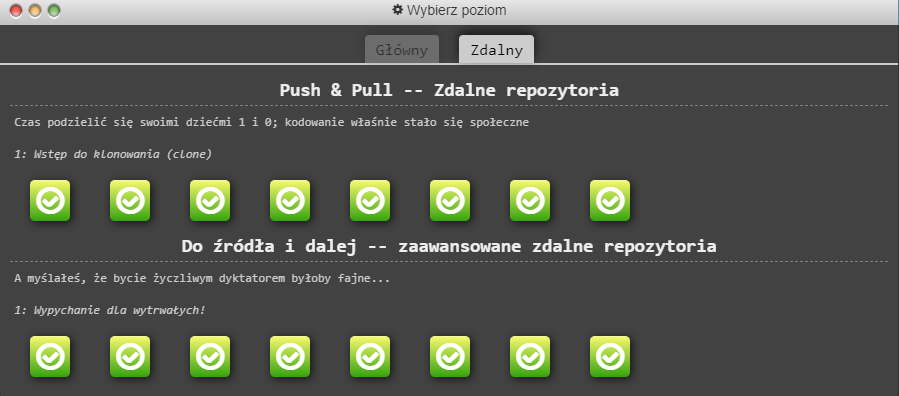 Wybierz poziom
Główny
Zdalny
Push & Pull -- Zdalne repozytoria
Czas podzielić się swoimi dziećmi 1 i 0; kodowanie właśnie stało się społeczne
1: Wstęp do klonowania (clone)
Do źródła i dalej -- zaawansowane zdalne repozytoria
A myślałeś, że bycie życzliwym dyktatorem byłoby fajne...
1: Wypychanie dla wytrwałych!